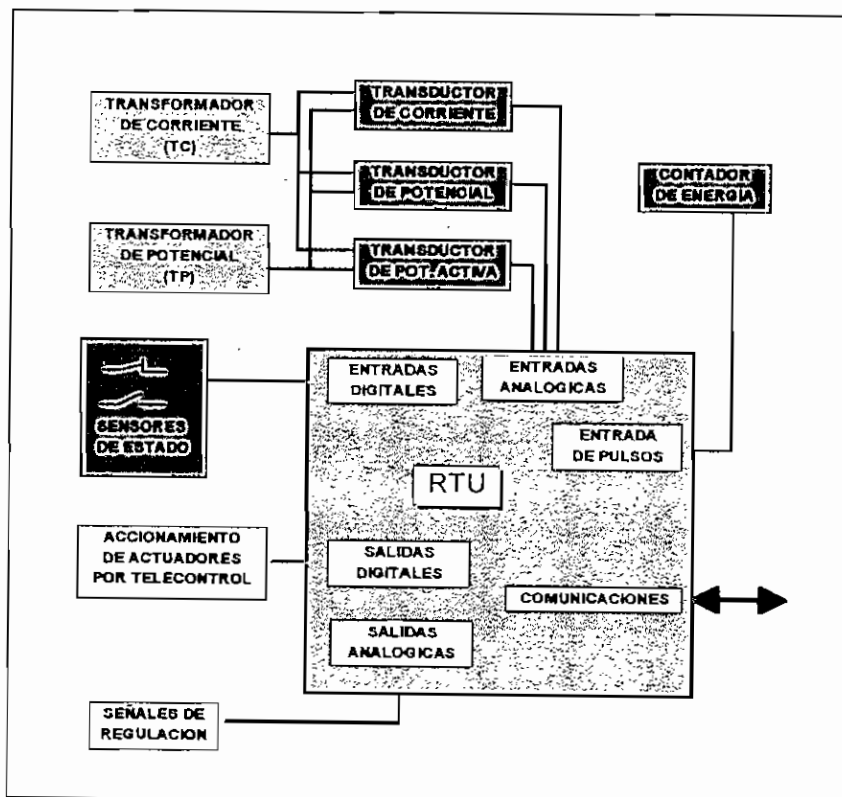 TRANSFORMADOR
DE CORRIENTE
(TC)
TRANSDUCTOR
DE CORRIENTE
TRANSDUCTOR
DE POTENCIAL
CONTADOR
DE ENERGIA
TRANSFORMADOR
DE POTENCIAL
(TP)
TRANSDUCTOR
DE POT. ACTIVA
ENTRADAS
DIGITALES
ENTRADAS
ANALOGICAS
SENSORES
DE ESTADO
ENTRADA
DE PULSOS
RTU
ACCIONAMIENTO
DE ACTUADORES
POR TELECONTROL
SALIDAS
DIGITALES
COMUNICACIONES
SALIDAS
ANALOGICAS
SEÑALES DE
REGULACION